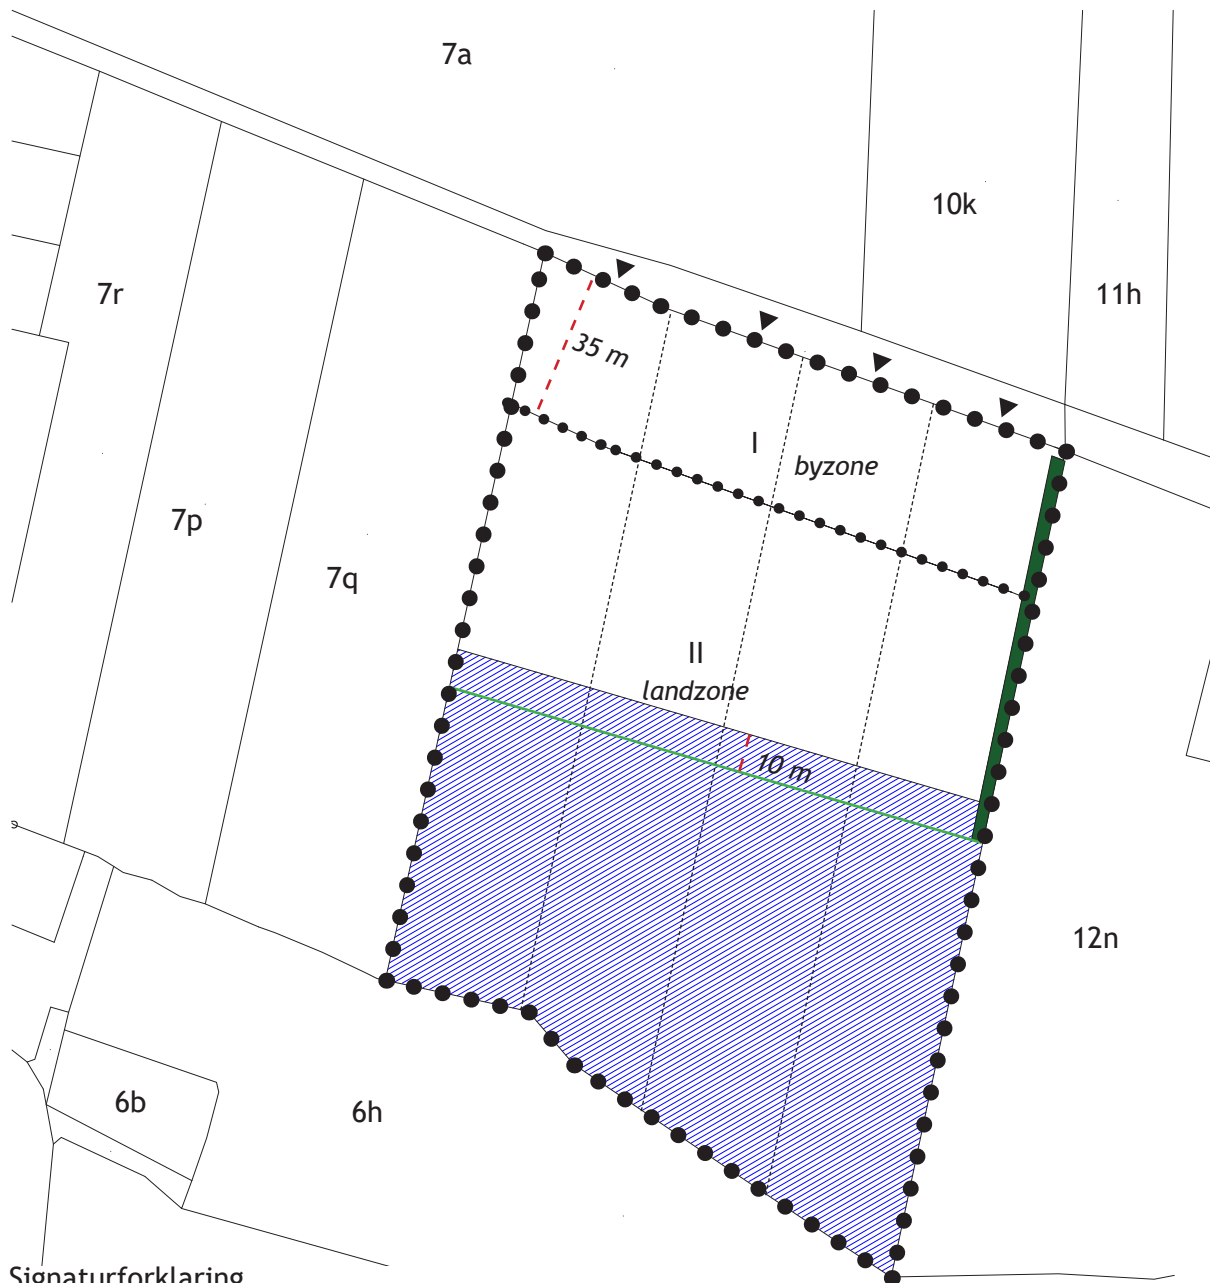 7a
10k
7r
11h
35 m
I
byzone
7p
7q
II
landzone
10 m
12n
6b
6h
Signaturforklaring